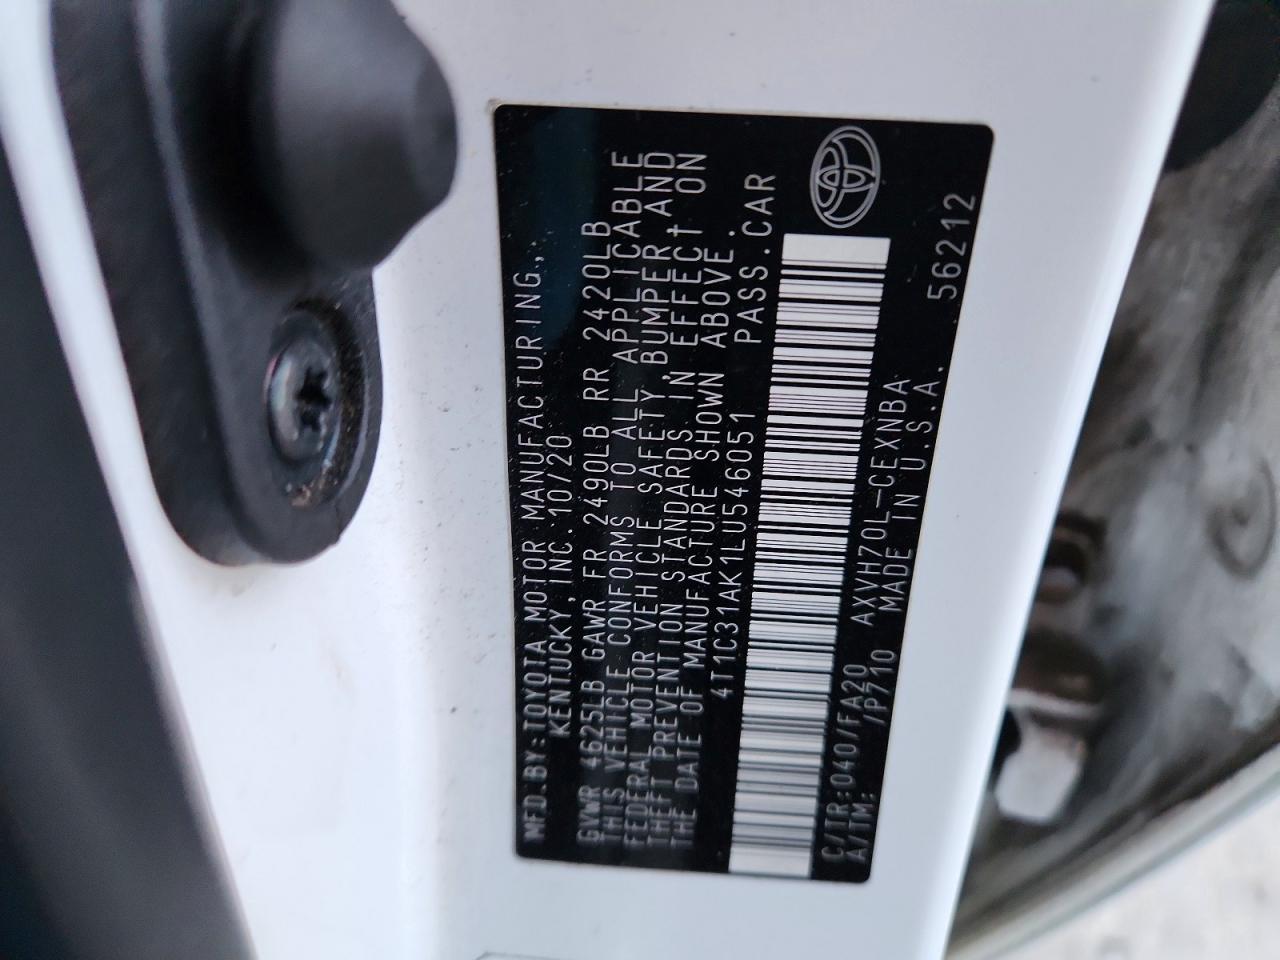 MFD.BY:TOYOTA MOTOR MANUFACTURING,
KENTUCKY,INC.10/20
GVWR 4625LB GAWR FR 2490LB RR 2420LB
THIS VEHICLE CONFORMS TO ALL APPLICABLE
FEDERAL MOTOR VEHICLE SAFETY,BUMPER,AND
THEFT PREVENTION STANDARDS IN EFFECT ON
THE DATE OF MANUFACTURE SHOWN ABOVE.
4T1C31AK1LU546051 PASS.CAR
C/TR:040/FA20 AXVH70L-CEXNBA
A/TM: /P710 MADE IN U.S.A. 56212